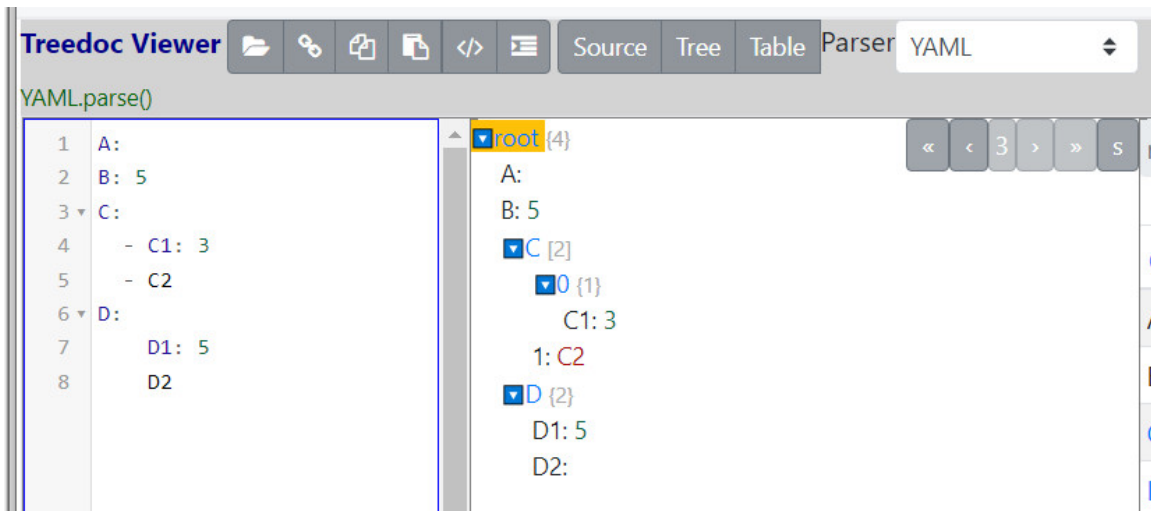 Treedoc Viewer </> Source Tree Table Parser YAML
YAML.parse()
1 A:
2 B: 5
3 C:
4 - C1: 3
5 - C2
6 D:
7 D1: 5
8 D2
root {4}
« ‹ 3 › » s
A:
B: 5
C [2]
0 {1}
C1: 3
1: C2
D {2}
D1: 5
D2: